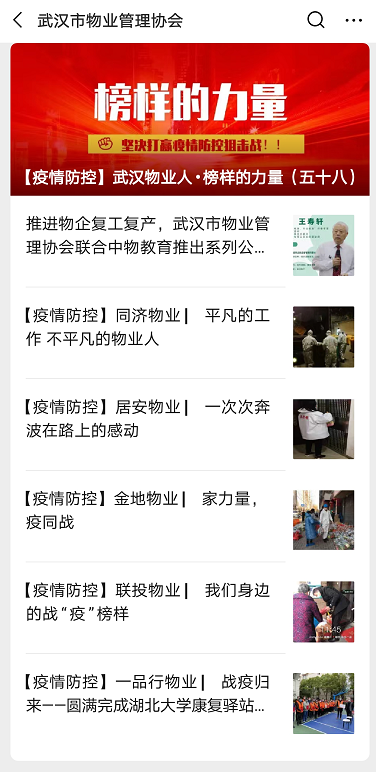 武汉市物业管理协会
榜样的力量
坚决打赢疫情防控狙击战！！
【疫情防控】武汉物业人·榜样的力量（五十八）
推进物企复工复产，武汉市物业管
理协会联合中物教育推出系列公...
王寿轩
【疫情防控】同济物业 | 平凡的工
作 不平凡的物业人
【疫情防控】居安物业 | 一次次奔
波在路上的感动
【疫情防控】金地物业 | 家力量，
疫同战
【疫情防控】联投物业 | 我们身边
的战“疫”榜样
11:45
【疫情防控】一品行物业 | 战疫归
来——圆满完成湖北大学康复驿站...